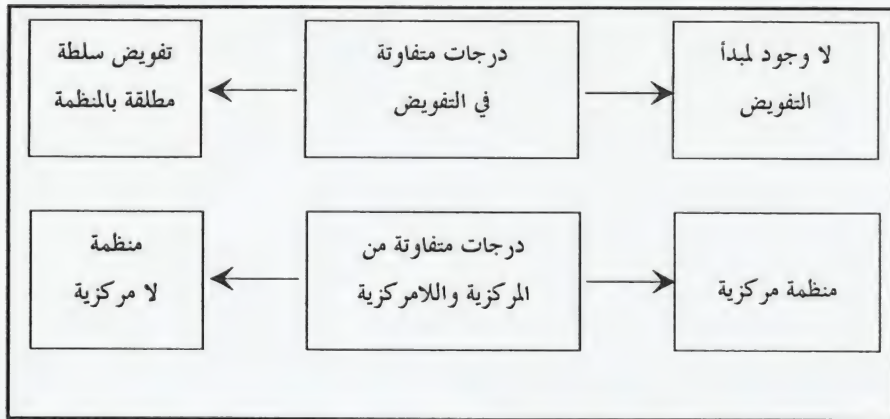 لا وجود لمبدأ
التفويض
درجات متفاوتة
في التفويض
تفويض سلطة
مطلقة بالمنظمة
منظمة مركزية
درجات متفاوتة من
المركزية واللامركزية
منظمة
لا مركزية